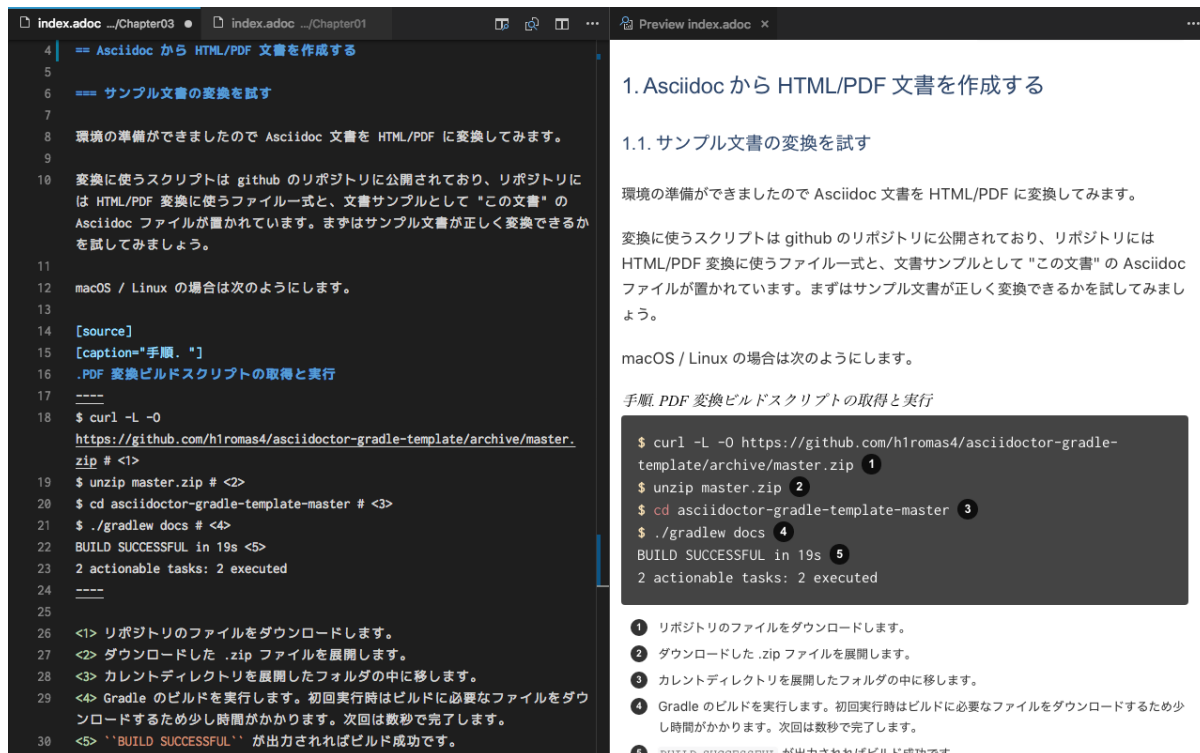 index.adoc .../Chapter03
index.adoc .../Chapter01
4 == Asciidoc から HTML/PDF 文書を作成する
5
6 === サンプル文書の変換を試す
7
8 環境の準備ができましたので Asciidoc 文書を HTML/PDF に変換してみます。
9
10 変換に使うスクリプトは github のリポジトリに公開されており、リポジトリに
は HTML/PDF 変換に使うファイル一式と、文書サンプルとして "この文書" の
Asciidoc ファイルが置かれています。まずはサンプル文書が正しく変換できるか
を試してみましょう。
11
12 macOS / Linux の場合は次のようにします。
13
14 [source]
15 [caption="手順. "]
16 .PDF 変換ビルドスクリプトの取得と実行
17 ----
18 $ curl -L -O
https://github.com/h1romas4/asciidoctor-gradle-template/archive/master.
zip # <1>
19 $ unzip master.zip # <2>
20 $ cd asciidoctor-gradle-template-master # <3>
21 $ ./gradlew docs # <4>
22 BUILD SUCCESSFUL in 19s <5>
23 2 actionable tasks: 2 executed
24 ----
25
26 <1> リポジトリのファイルをダウンロードします。
27 <2> ダウンロードした .zip ファイルを展開します。
28 <3> カレントディレクトリを展開したフォルダの中に移します。
29 <4> Gradle のビルドを実行します。初回実行時はビルドに必要なファイルをダウ
ンロードするため少し時間がかかります。次回は数秒で完了します。
30 <5> ``BUILD SUCCESSFUL`` が出力されればビルド成功です。
Preview index.adoc
1. Asciidoc から HTML/PDF 文書を作成する
1.1. サンプル文書の変換を試す
環境の準備ができましたので Asciidoc 文書を HTML/PDF に変換してみます。
変換に使うスクリプトは github のリポジトリに公開されており、リポジトリには
HTML/PDF 変換に使うファイル一式と、文書サンプルとして "この文書" の Asciidoc
ファイルが置かれています。まずはサンプル文書が正しく変換できるかを試してみまし
ょう。
macOS / Linux の場合は次のようにします。
手順. PDF 変換ビルドスクリプトの取得と実行
$ curl -L -O https://github.com/h1romas4/asciidoctor-gradle-
template/archive/master.zip 1
$ unzip master.zip 2
$ cd asciidoctor-gradle-template-master 3
$ ./gradlew docs 4
BUILD SUCCESSFUL in 19s 5
2 actionable tasks: 2 executed
1 リポジトリのファイルをダウンロードします。
2 ダウンロードした .zip ファイルを展開します。
3 カレントディレクトリを展開したフォルダの中に移します。
4 Gradle のビルドを実行します。初回実行時はビルドに必要なファイルをダウンロードするため少
し時間がかかります。次回は数秒で完了します。
5 BUILD SUCCESSFUL が出力されればビルド成功です。